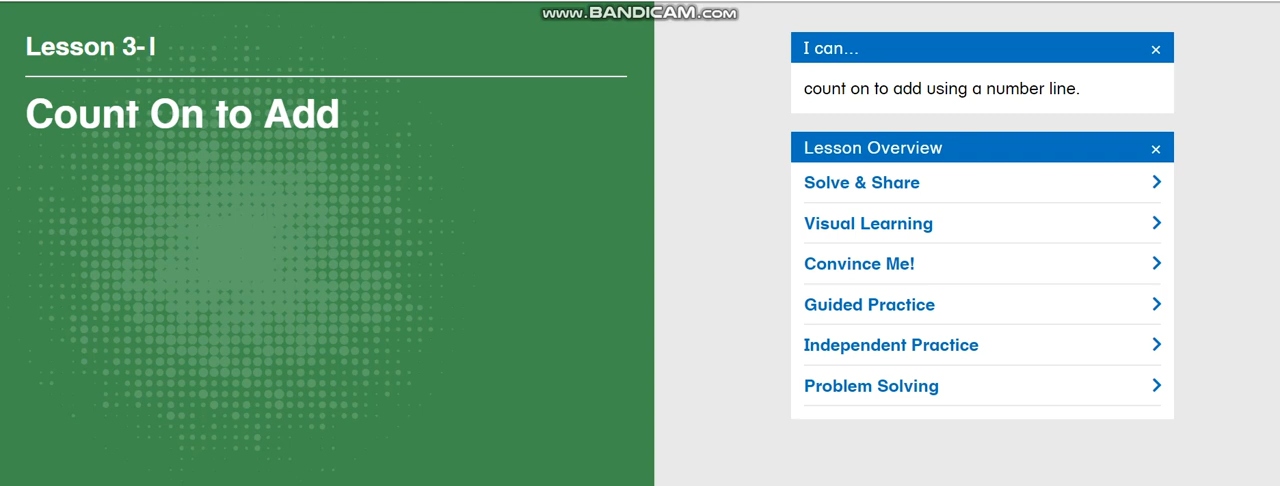 www.BANDICAM.com
Lesson 3-1
Count On to Add
I can...
×
count on to add using a number line.
Lesson Overview
×
Solve & Share
Visual Learning
Convince Me!
Guided Practice
Independent Practice
Problem Solving